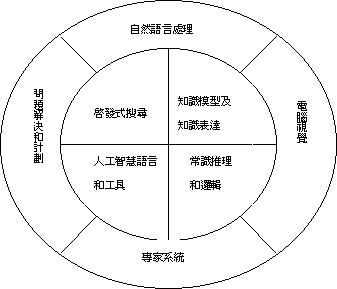 自然語言處理
問題解決和計劃
啓發式搜尋
知識模型及
知識表達
電腦視覺
人工智慧語言
和工具
常識推理
和邏輯
專家系統